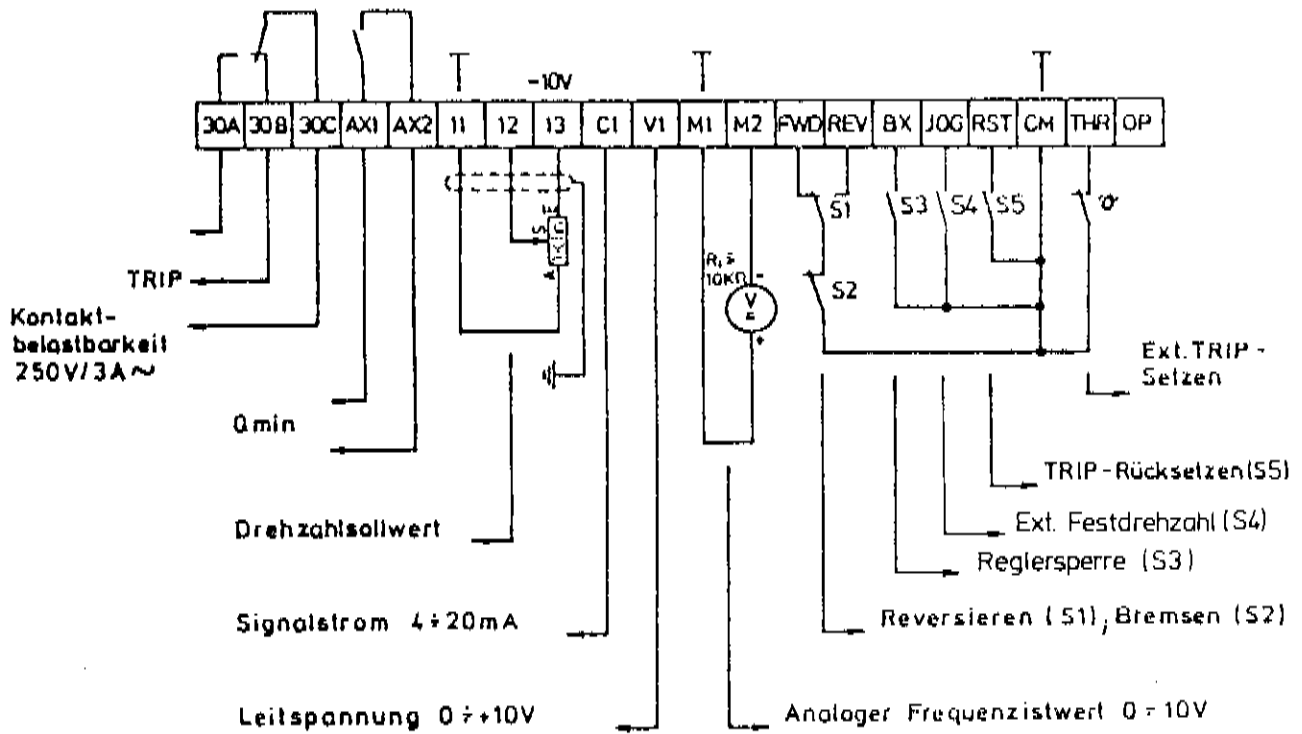 -10V
30A 30B 30C AX1 AX2 11 12 13 C1 V1 M1 M2 FWD REV BX JOG RST CM THR OP
S1
S3
S4
S5
E
S
A
S2
10KΩ
V
-
+
TRIP
Kontakt-
belastbarkeit
250V/3A~
Qmin
Drehzahlsollwert
Signalstrom 4÷20mA
Leitspannung 0÷+10V
Ext. TRIP-
Setzen
TRIP-Rücksetzen(S5)
Ext. Festdrehzahl (S4)
Reglersperre (S3)
Reversieren (S1), Bremsen (S2)
Analoger Frequenzistwert 0÷10V